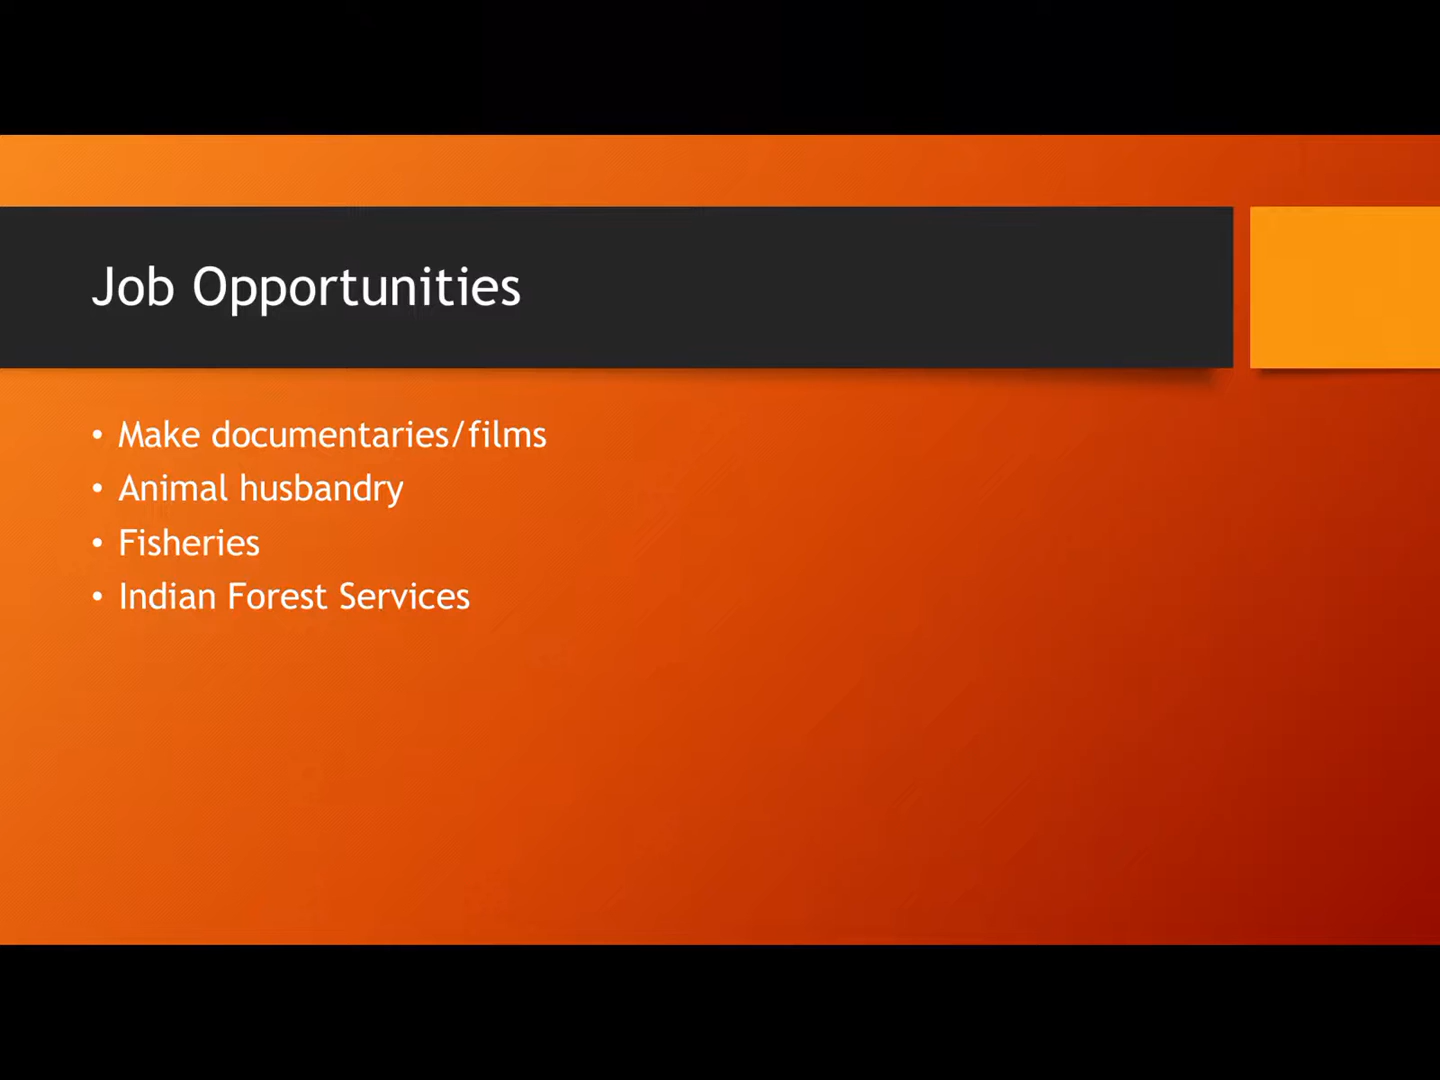 Job Opportunities
• Make documentaries/films
• Animal husbandry
• Fisheries
• Indian Forest Services